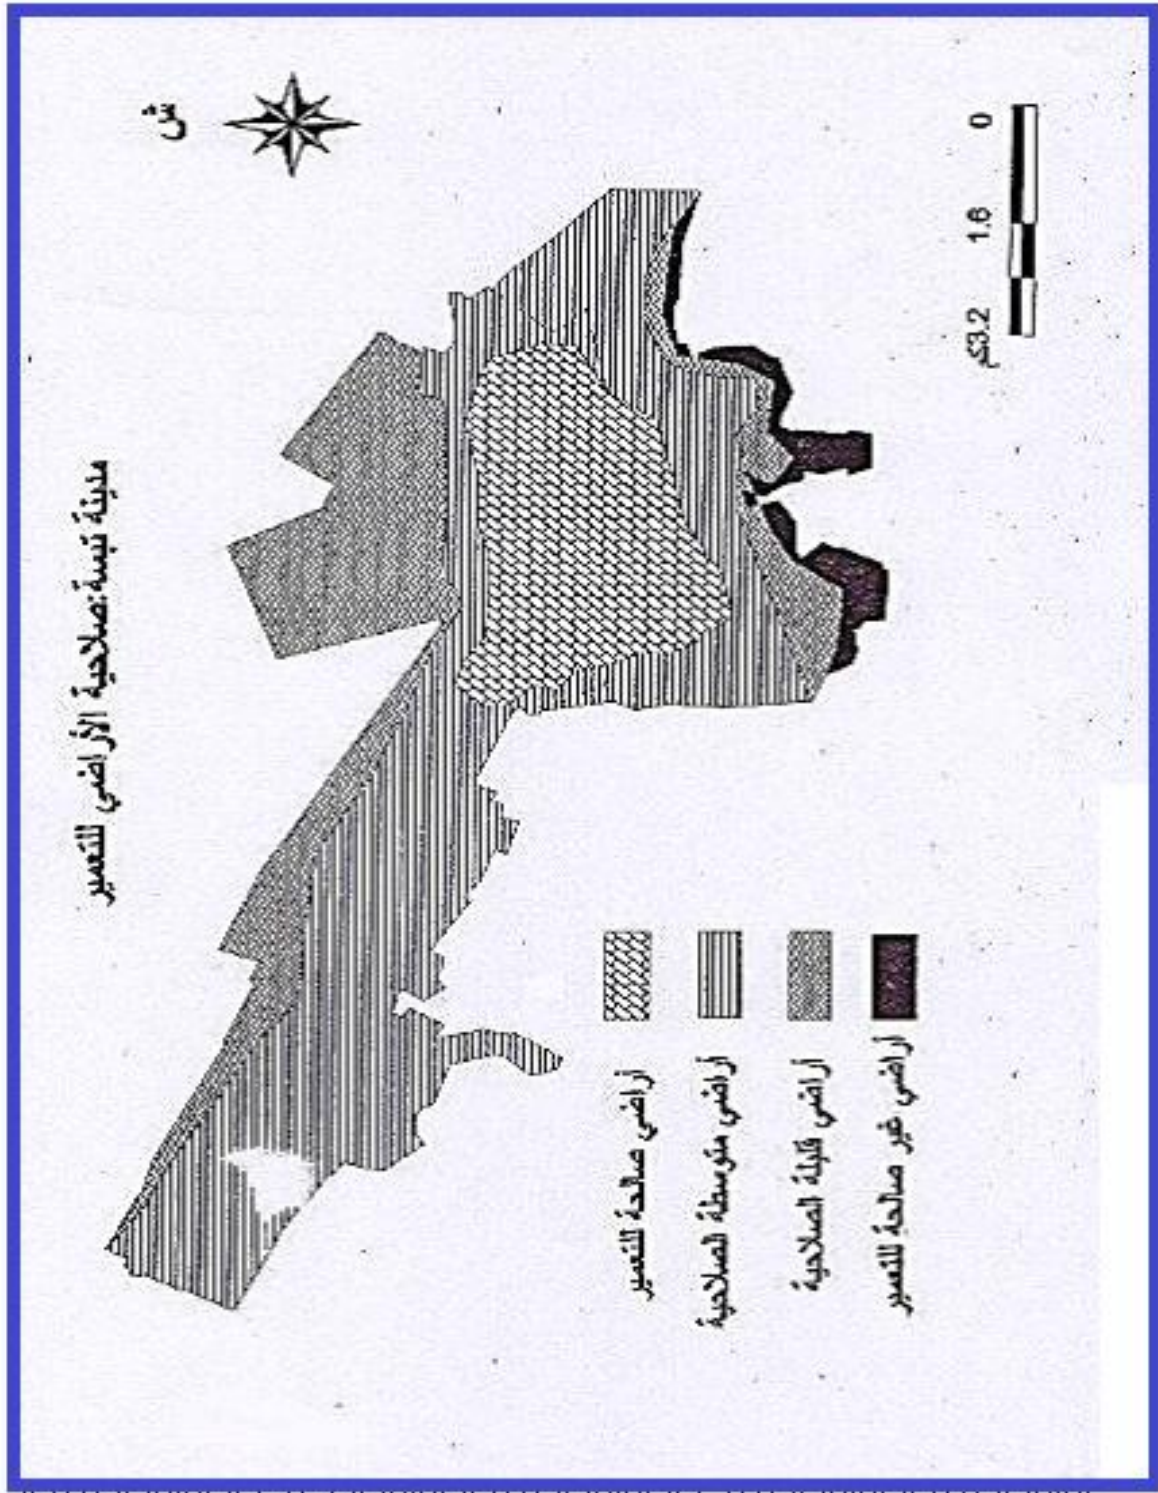 مدينة تبسة:صلاحية الأراضي للتعمير
ش
0 1.6 3.2كم
أراضي صالحة للتعمير
أراضي متوسطة الصلاحية
أراضي قليلة الصلاحية
أراضي غير صالحة للتعمير